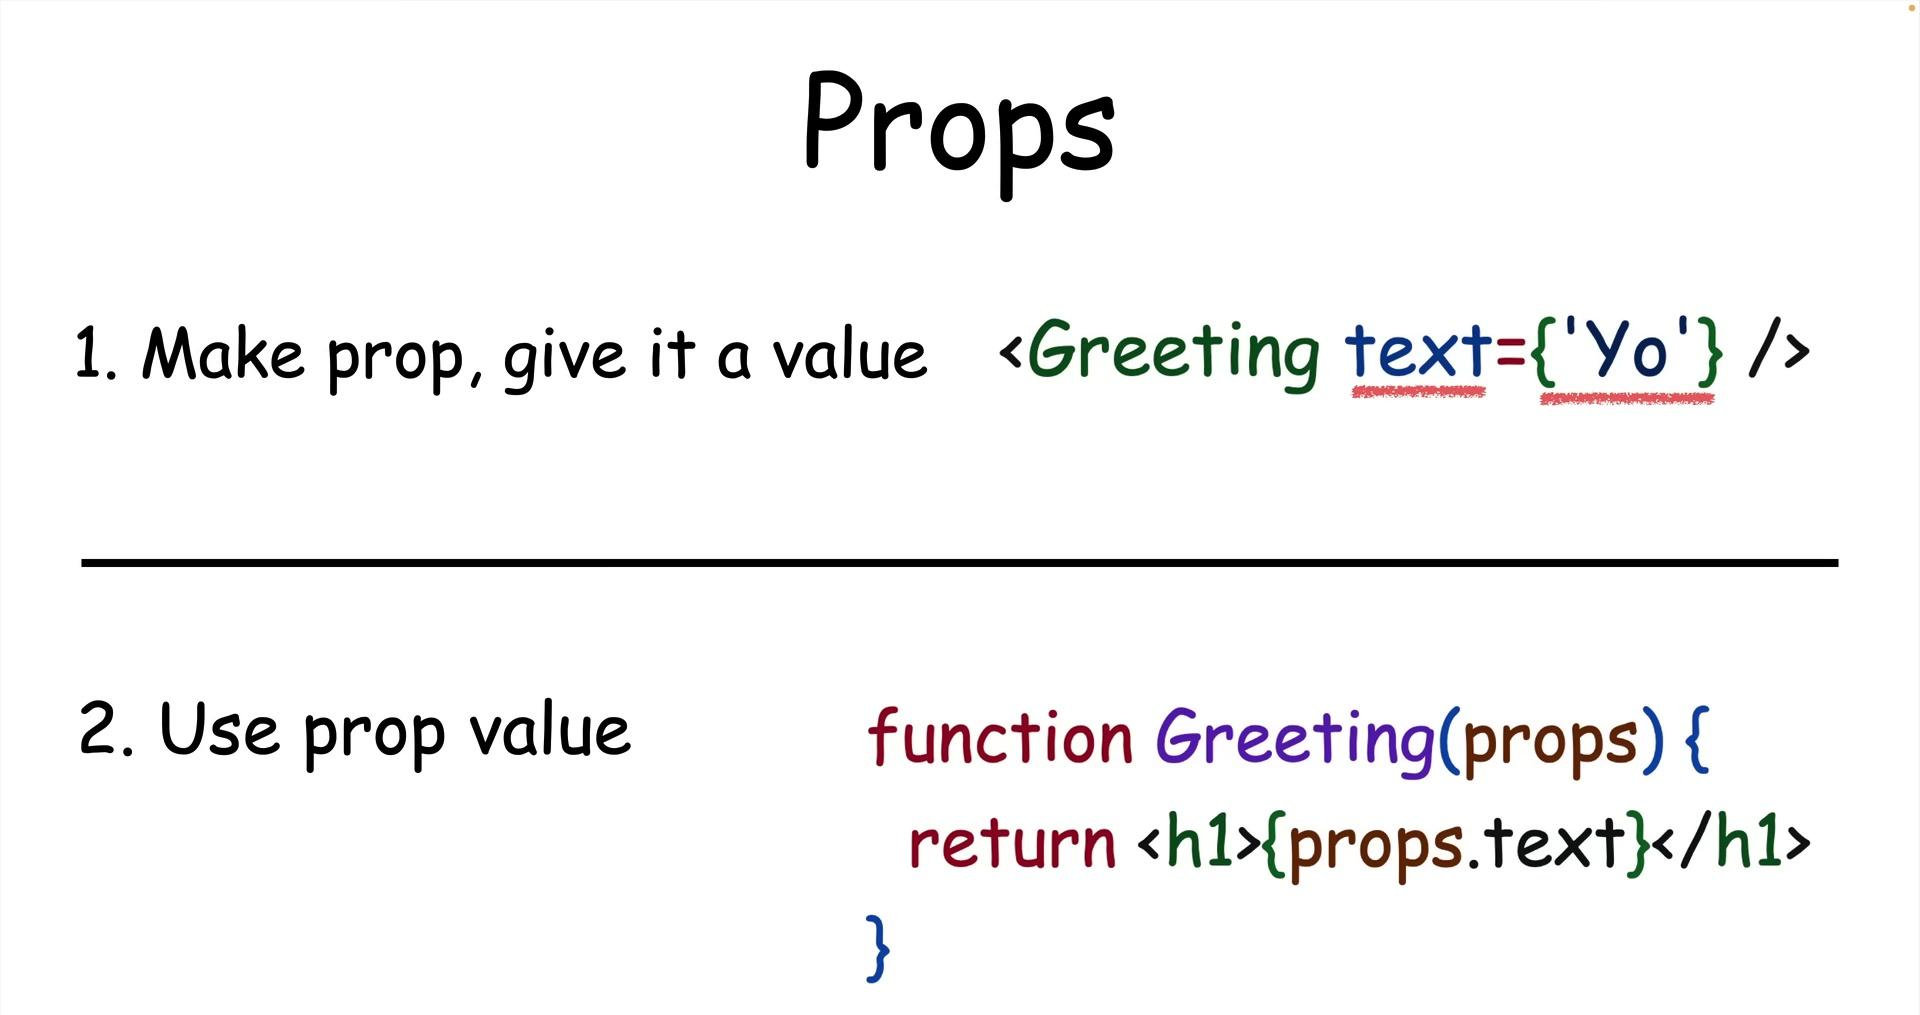 Props
1. Make prop, give it a value
<Greeting text={'Yo'} />
2. Use prop value
function Greeting(props) {
return <h1>{props.text}</h1>
}